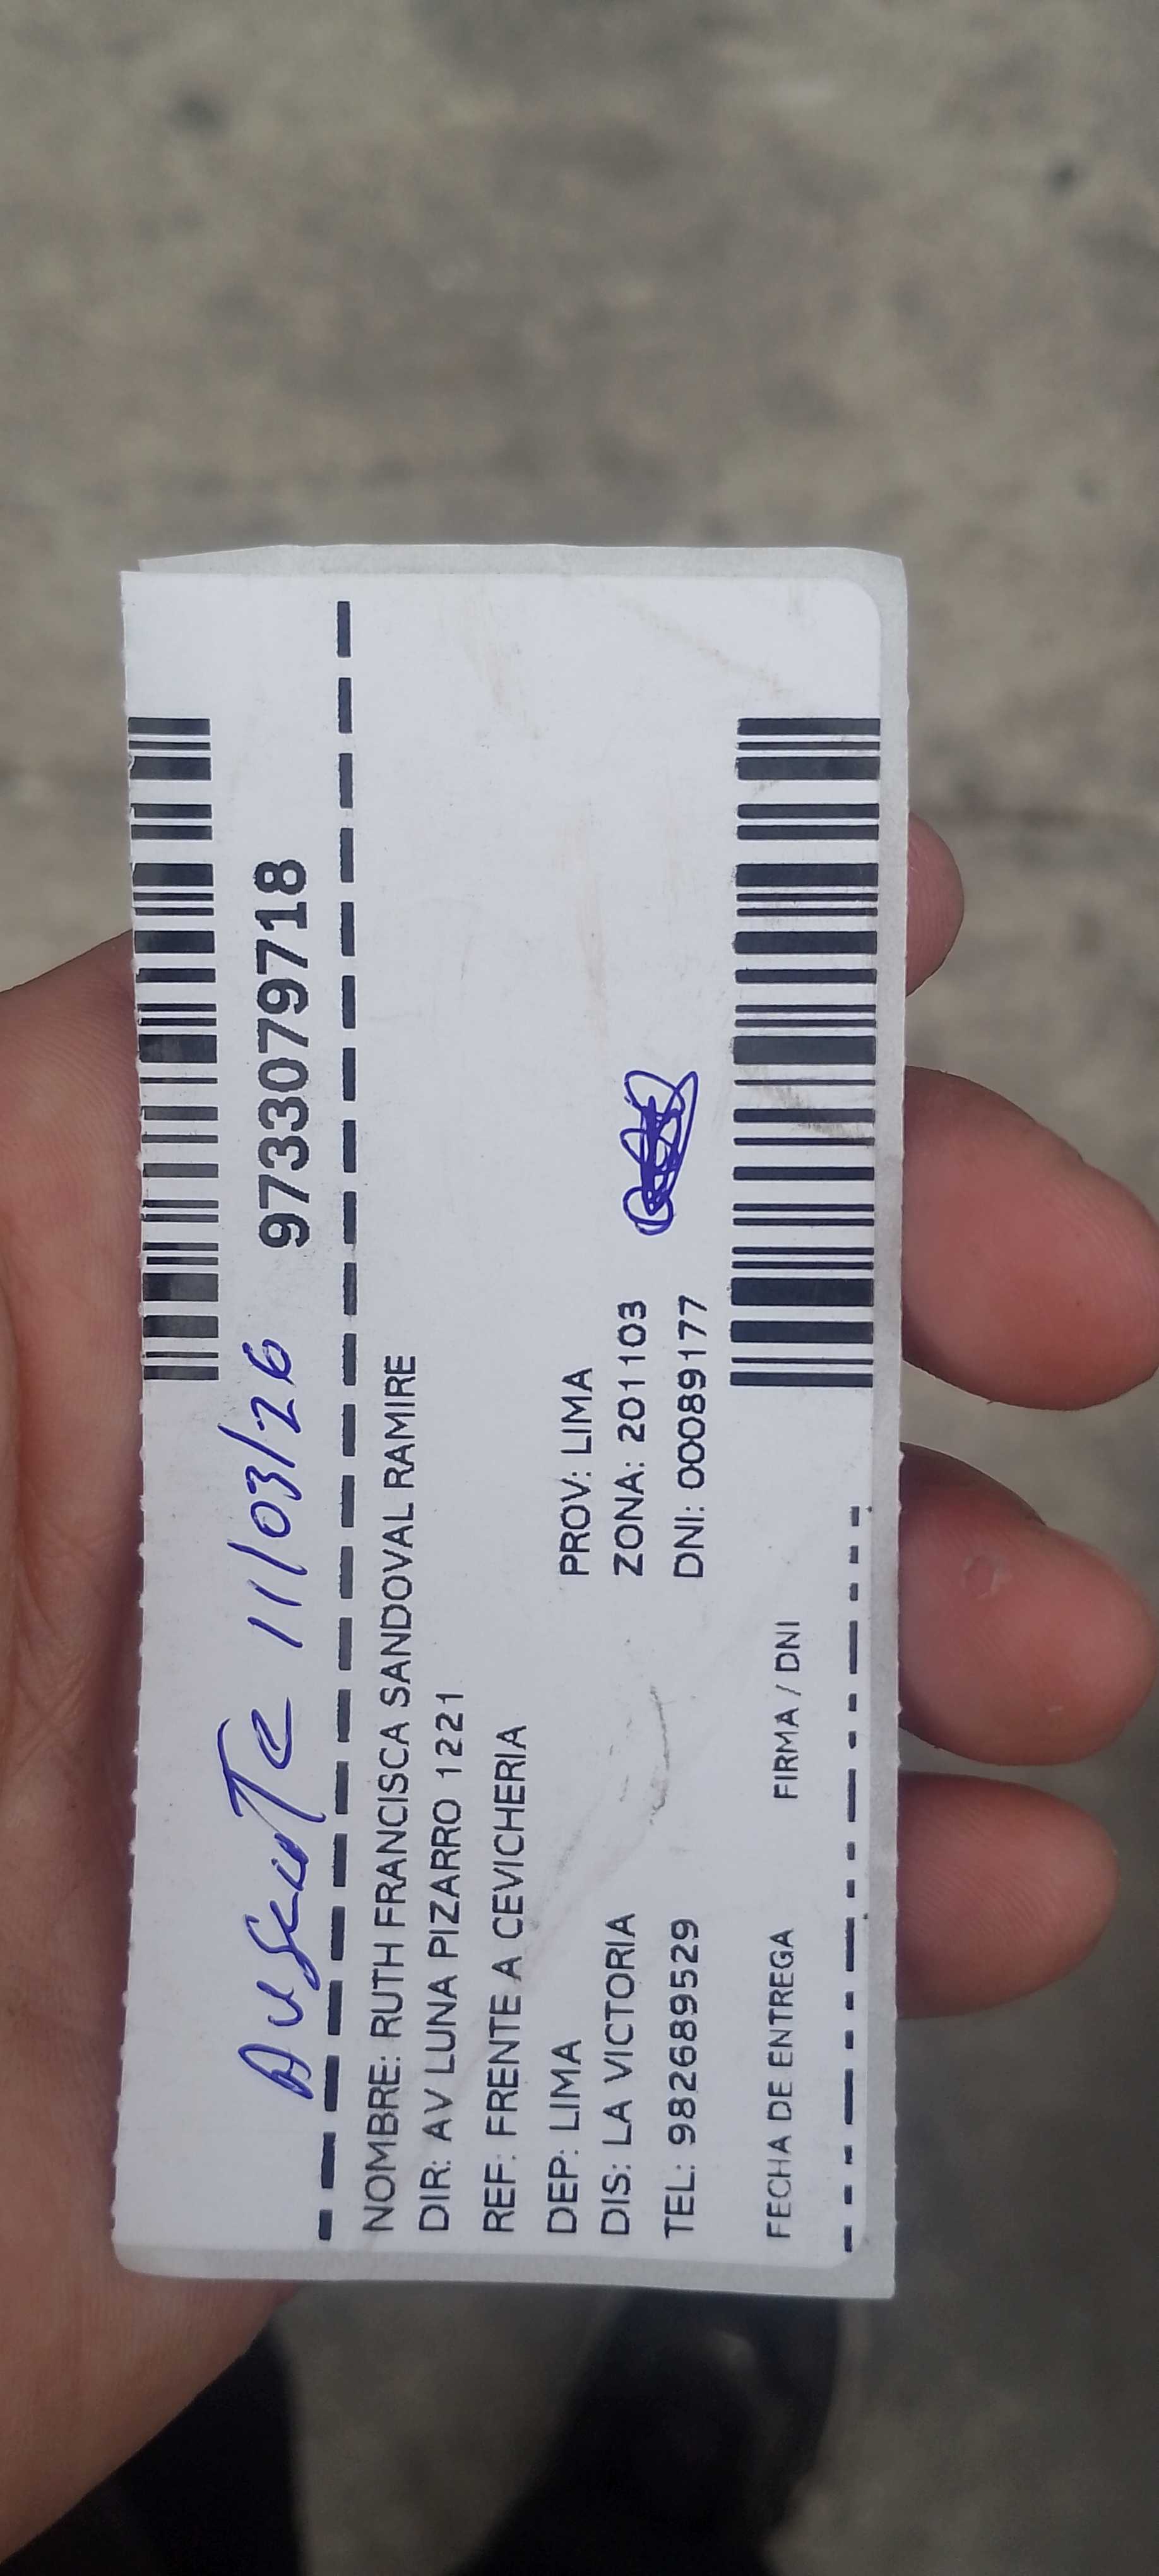 Ausente 11/03/26 9733079718
NOMBRE: RUTH FRANCISCA SANDOVAL RAMIRE
DIR: AV LUNA PIZARRO 1221
REF: FRENTE A CEVICHERIA
DEP: LIMA PROV: LIMA
DIS: LA VICTORIA ZONA: 201103
TEL: 982689529 DNI: 00089177
FECHA DE ENTREGA FIRMA / DNI